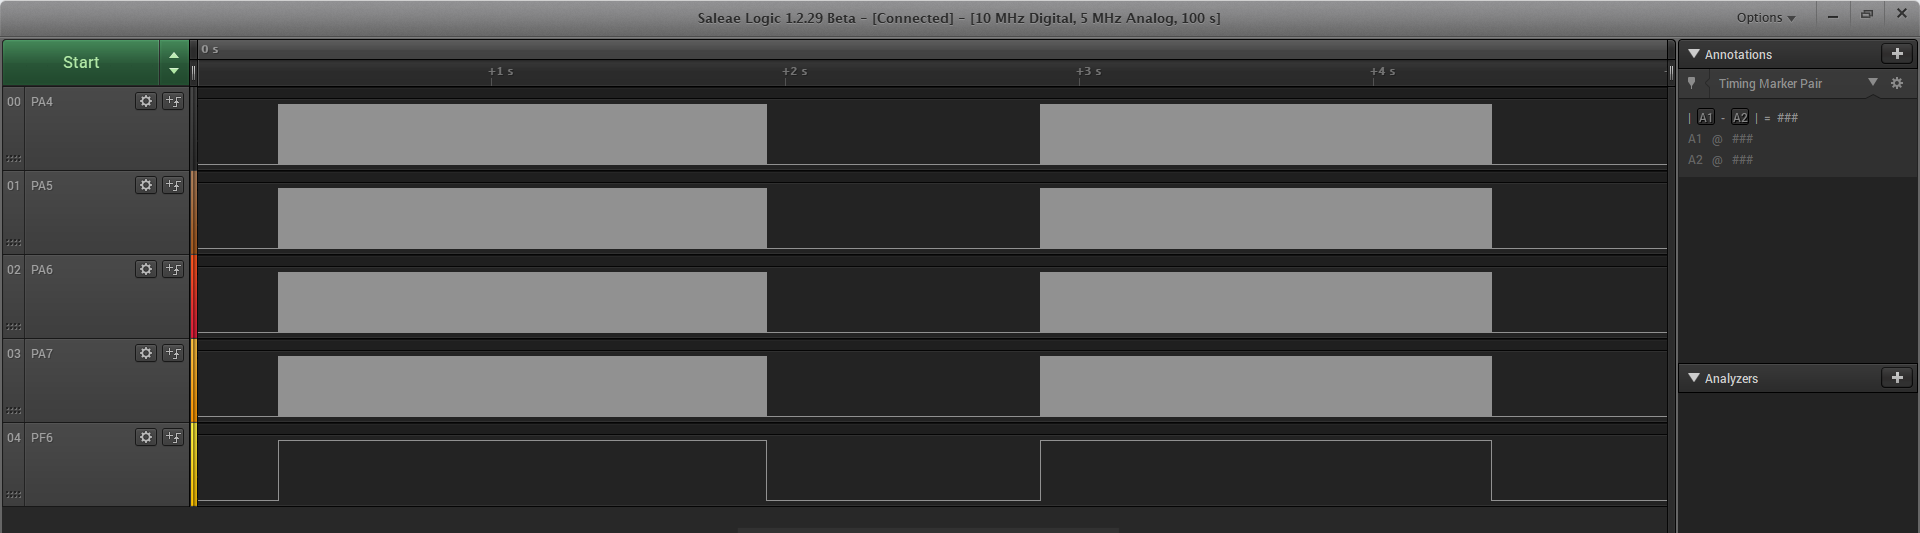 Saleae Logic 1.2.29 Beta - [Connected] - [10 MHz Digital, 5 MHz Analog, 100 s]
Options
Start
0 s
+1 s
+2 s
+3 s
+4 s
00 PA4
01 PA5
02 PA6
03 PA7
04 PF6
Annotations
Timing Marker Pair
| A1 - A2 | = ###
A1 @ ###
A2 @ ###
Analyzers